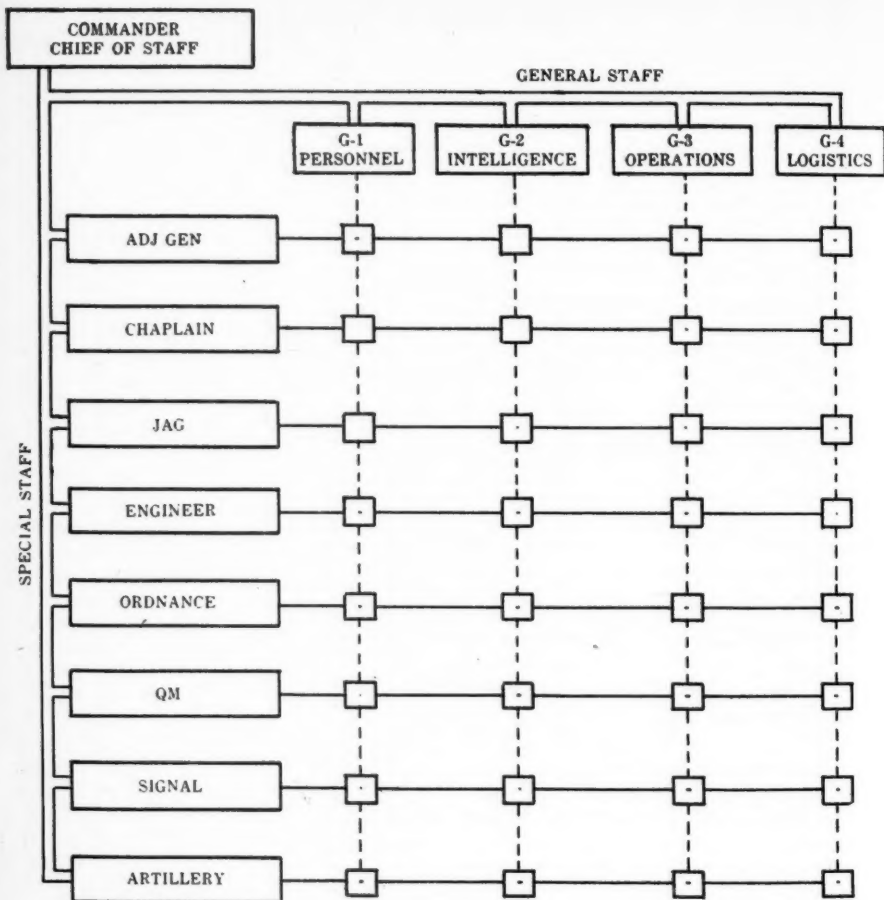 COMMANDER
CHIEF OF STAFF
GENERAL STAFF
G-1
PERSONNEL
G-2
INTELLIGENCE
G-3
OPERATIONS
G-4
LOGISTICS
SPECIAL STAFF
ADJ GEN
CHAPLAIN
JAG
ENGINEER
ORDNANCE
QM
SIGNAL
ARTILLERY